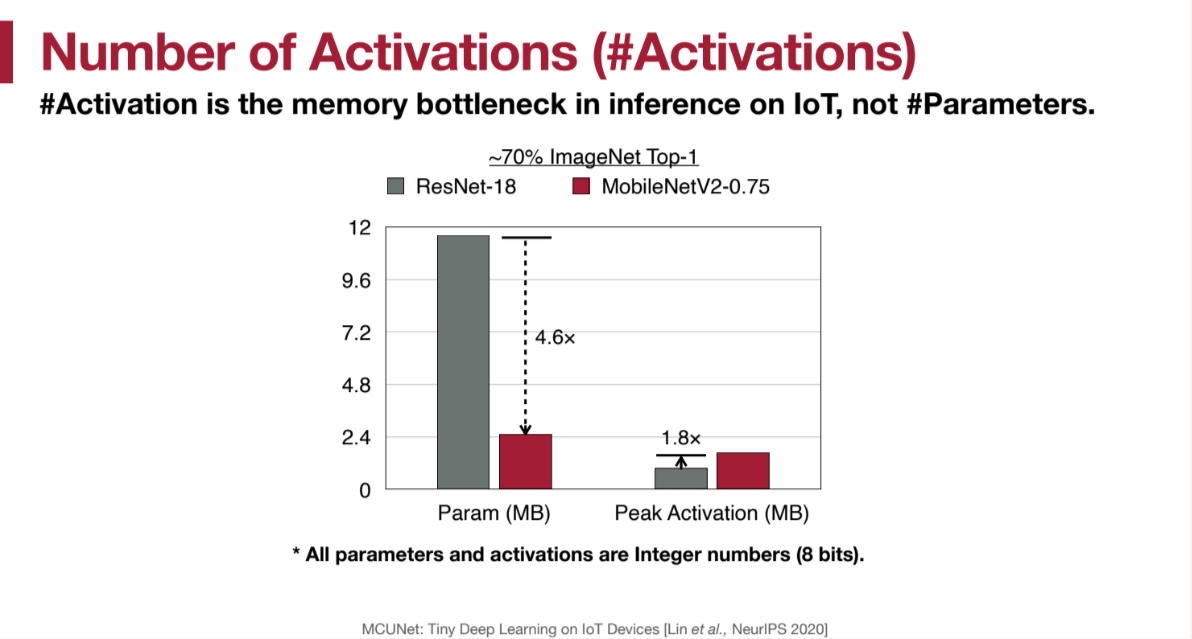 Number of Activations (#Activations)
#Activation is the memory bottleneck in inference on IoT, not #Parameters.
~70% ImageNet Top-1
ResNet-18 MobileNetV2-0.75
12
9.6
7.2
4.8
2.4
0
4.6×
1.8×
Param (MB) Peak Activation (MB)
* All parameters and activations are Integer numbers (8 bits).
MCUNet: Tiny Deep Learning on IoT Devices [Lin et al., NeurIPS 2020]